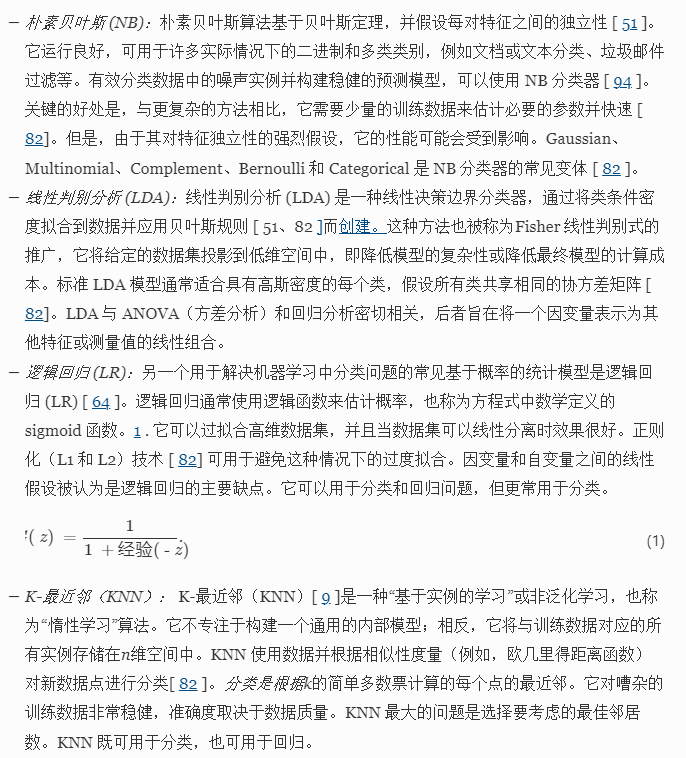 – 朴素贝叶斯 (NB)：朴素贝叶斯算法基于贝叶斯定理，并假设每对特征之间的独立性 [ 51 ]。
它运行良好，可用于许多实际情况下的二进制和多类类别，例如文档或文本分类、垃圾邮件
过滤等。有效分类数据中的噪声实例并构建稳健的预测模型，可以使用 NB 分类器 [ 94 ]。
关键的好处是，与更复杂的方法相比，它需要少量的训练数据来估计必要的参数并快速 [
82]。但是，由于其对特征独立性的强烈假设，它的性能可能会受到影响。Gaussian、
Multinomial、Complement、Bernoulli 和 Categorical 是 NB 分类器的常见变体 [ 82 ]。
– 线性判别分析 (LDA)：线性判别分析 (LDA) 是一种线性决策边界分类器，通过将类条件密
度拟合到数据并应用贝叶斯规则 [ 51、82 ]而创建。这种方法也被称为Fisher 线性判别式的
推广，它将给定的数据集投影到低维空间中，即降低模型的复杂性或降低最终模型的计算成
本。标准 LDA 模型通常适合具有高斯密度的每个类，假设所有类共享相同的协方差矩阵 [
82]。LDA 与 ANOVA（方差分析）和回归分析密切相关，后者旨在将一个因变量表示为其
他特征或测量值的线性组合。
– 逻辑回归 (LR)：另一个用于解决机器学习中分类问题的常见基于概率的统计模型是逻辑回
归 (LR) [ 64 ]。逻辑回归通常使用逻辑函数来估计概率，也称为方程式中数学定义的
sigmoid 函数。1 . 它可以过拟合高维数据集，并且当数据集可以线性分离时效果很好。正则
化（L1 和 L2）技术 [ 82] 可用于避免这种情况下的过度拟合。因变量和自变量之间的线性
假设被认为是逻辑回归的主要缺点。它可以用于分类和回归问题，但更常用于分类。
( z) = 1 / 1 +经验( - z) . (1)
– K-最近邻（KNN）： K-最近邻（KNN）[ 9 ]是一种“基于实例的学习”或非泛化学习，也称
为“惰性学习”算法。它不专注于构建一个通用的内部模型；相反，它将与训练数据对应的所
有实例存储在n维空间中。KNN 使用数据并根据相似性度量（例如，欧几里得距离函数）
对新数据点进行分类[ 82 ]。分类是根据k的简单多数票计算的每个点的最近邻。它对嘈杂的
训练数据非常稳健，准确度取决于数据质量。KNN 最大的问题是选择要考虑的最佳邻居
数。KNN 既可用于分类，也可用于回归。